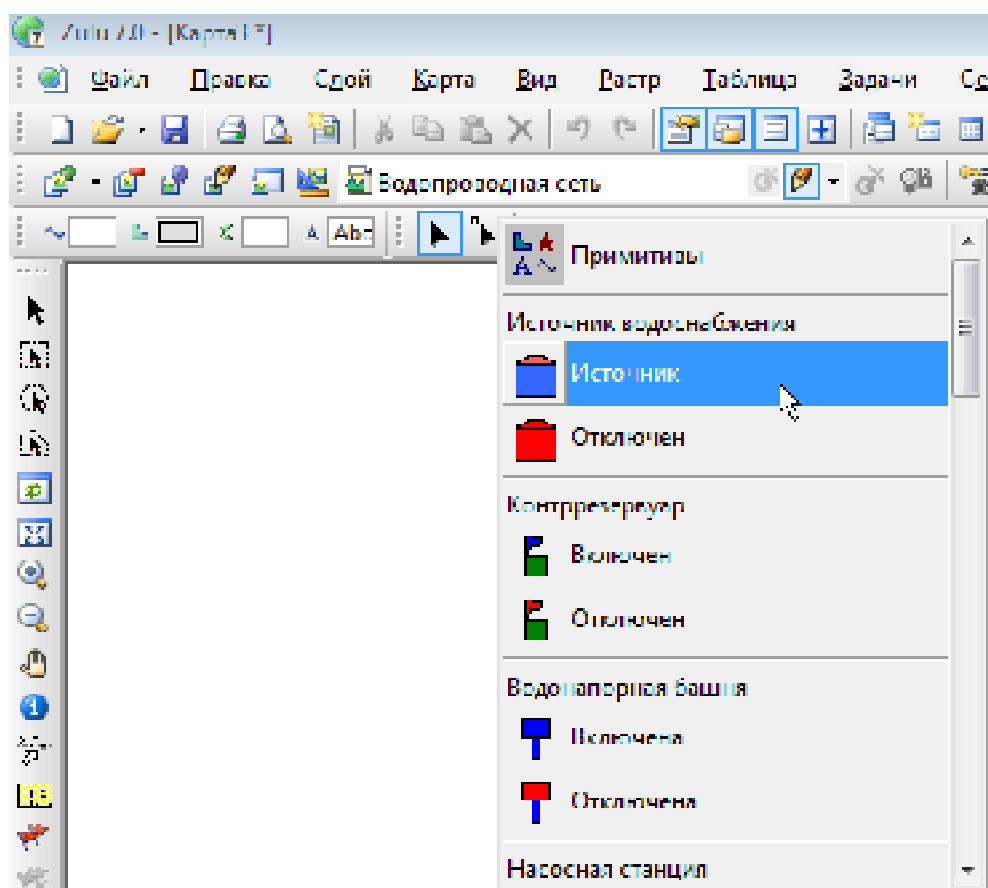 Zulu 7.0 - [Карта1*]
Файл Правка Слой Карта Вид Растр Таблица Задачи
Водопроводная сеть
Примитивы
Источник водоснабжения
Источник
Отключен
Контррезервуар
Включен
Отключен
Водонапорная башня
Включена
Отключена
Насосная станция